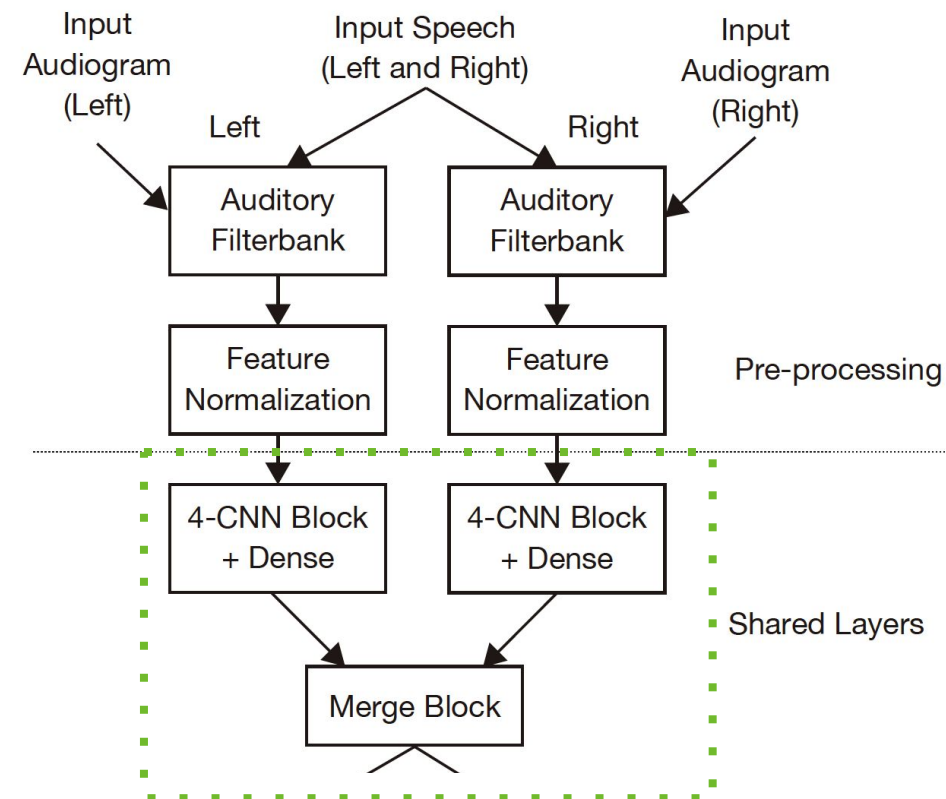 Input
Audiogram
(Left)
Input Speech
(Left and Right)
Input
Audiogram
(Right)
Left
Right
Auditory
Filterbank
Auditory
Filterbank
Feature
Normalization
Feature
Normalization
Pre-processing
4-CNN Block
+ Dense
4-CNN Block
+ Dense
Shared Layers
Merge Block